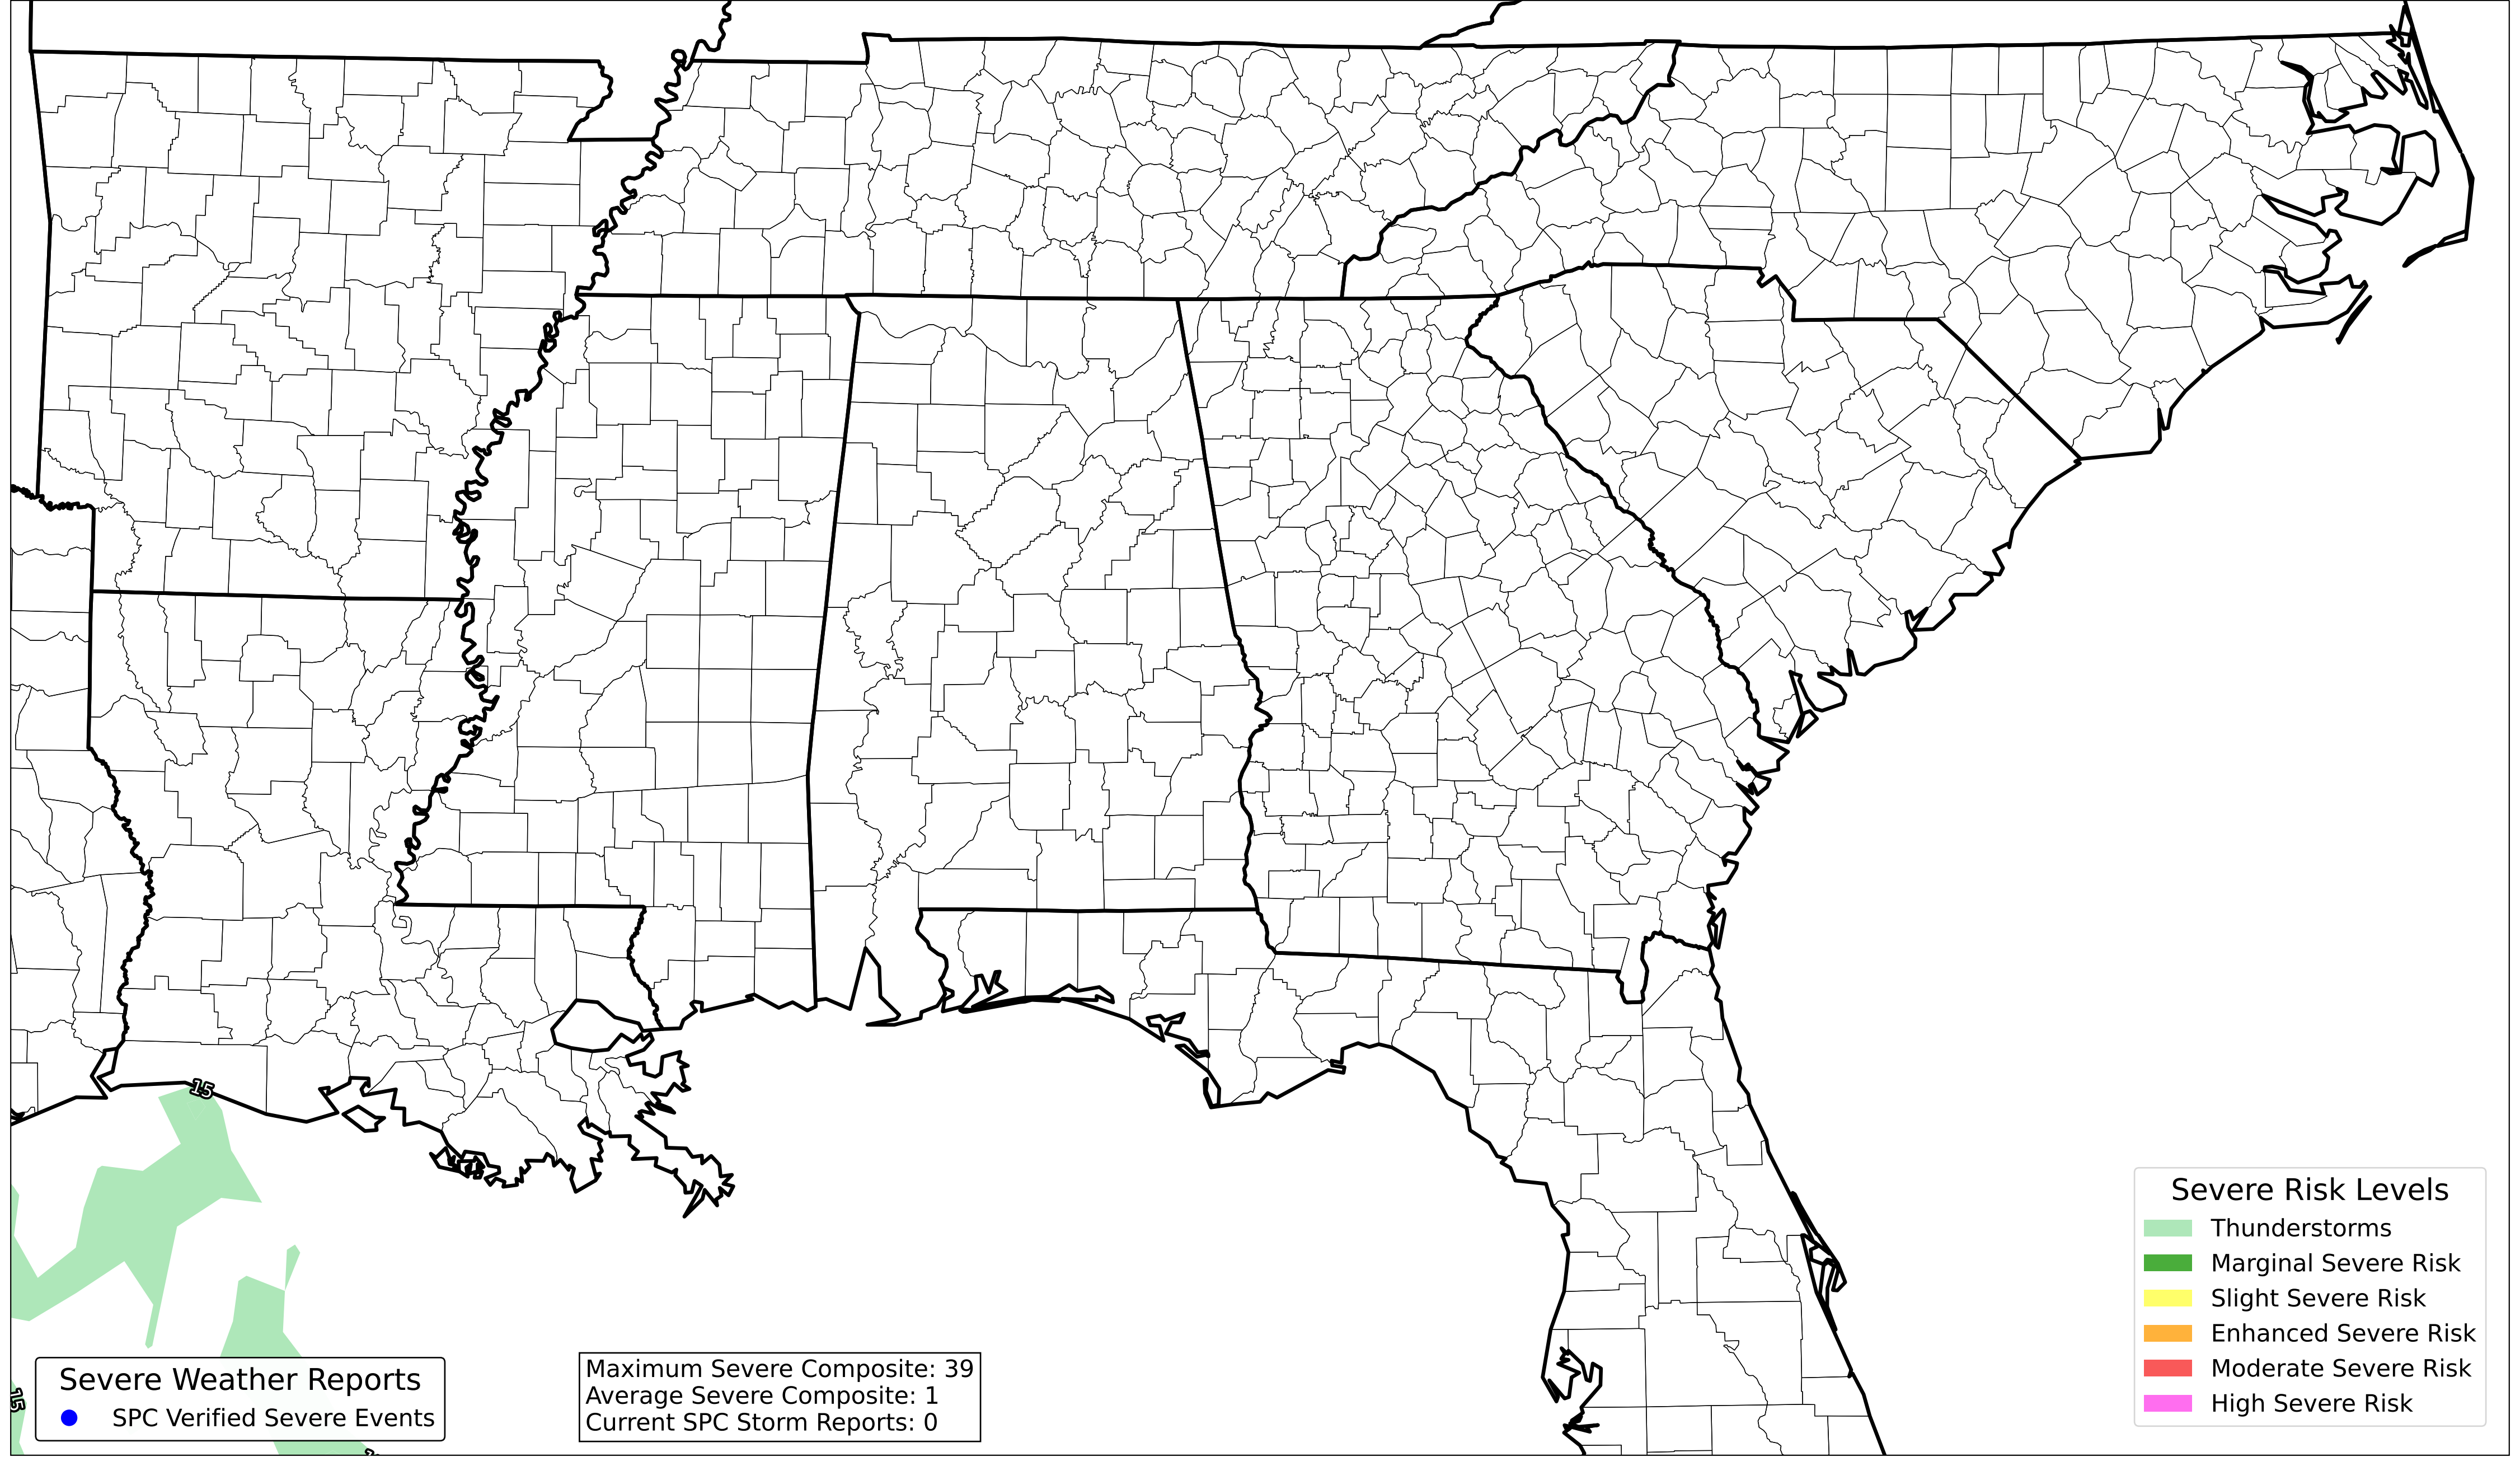 15
Severe Risk Levels
Thunderstorms
Marginal Severe Risk
Slight Severe Risk
Enhanced Severe Risk
Moderate Severe Risk
High Severe Risk
Maximum Severe Composite: 39
Average Severe Composite: 1
Current SPC Storm Reports: 0
Severe Weather Reports
SPC Verified Severe Events
15